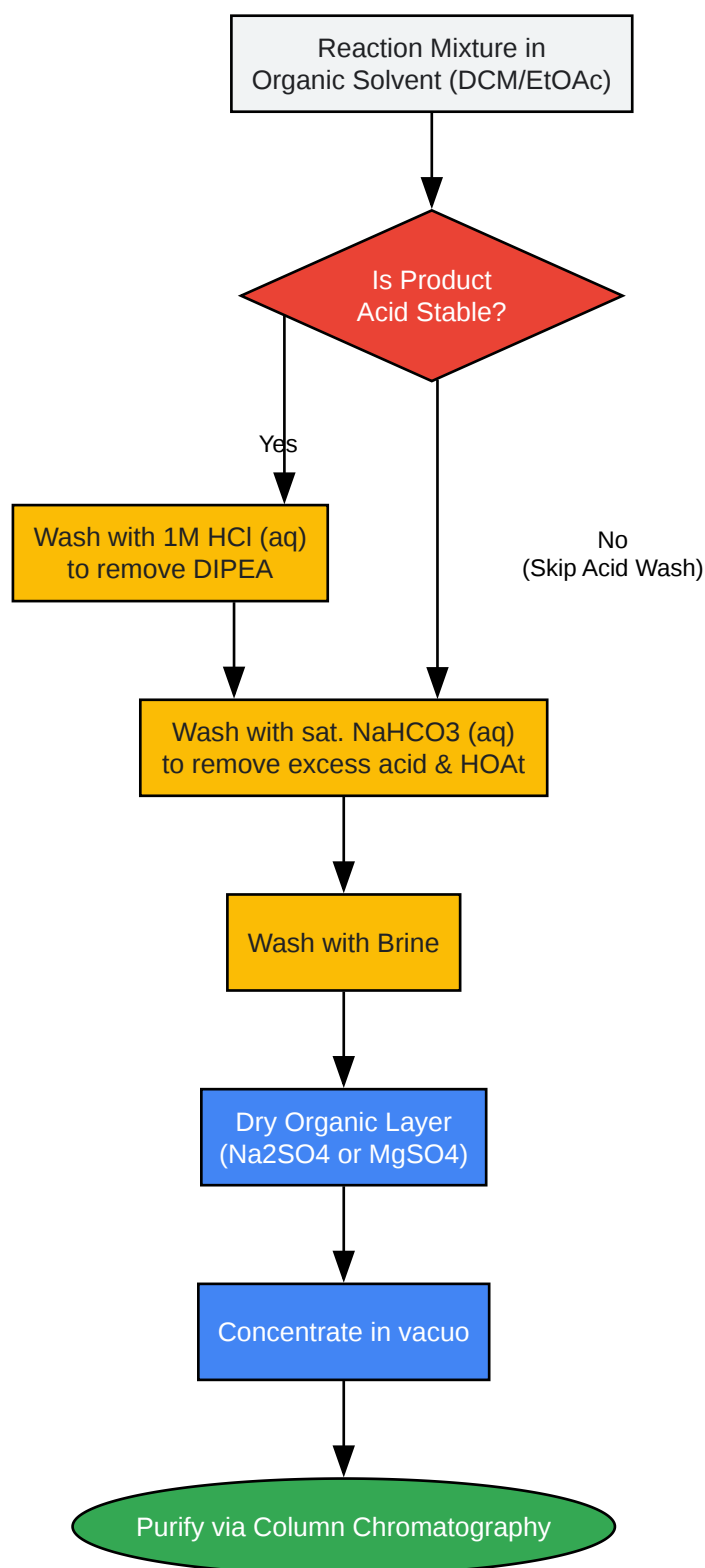 Reaction Mixture in
Organic Solvent (DCM/EtOAc)
Is Product
Acid Stable?
Yes
Wash with 1M HCl (aq)
to remove DIPEA
No
(Skip Acid Wash)
Wash with sat. NaHCO3 (aq)
to remove excess acid & HOAt
Wash with Brine
Dry Organic Layer
(Na2SO4 or MgSO4)
Concentrate in vacuo
Purify via Column Chromatography